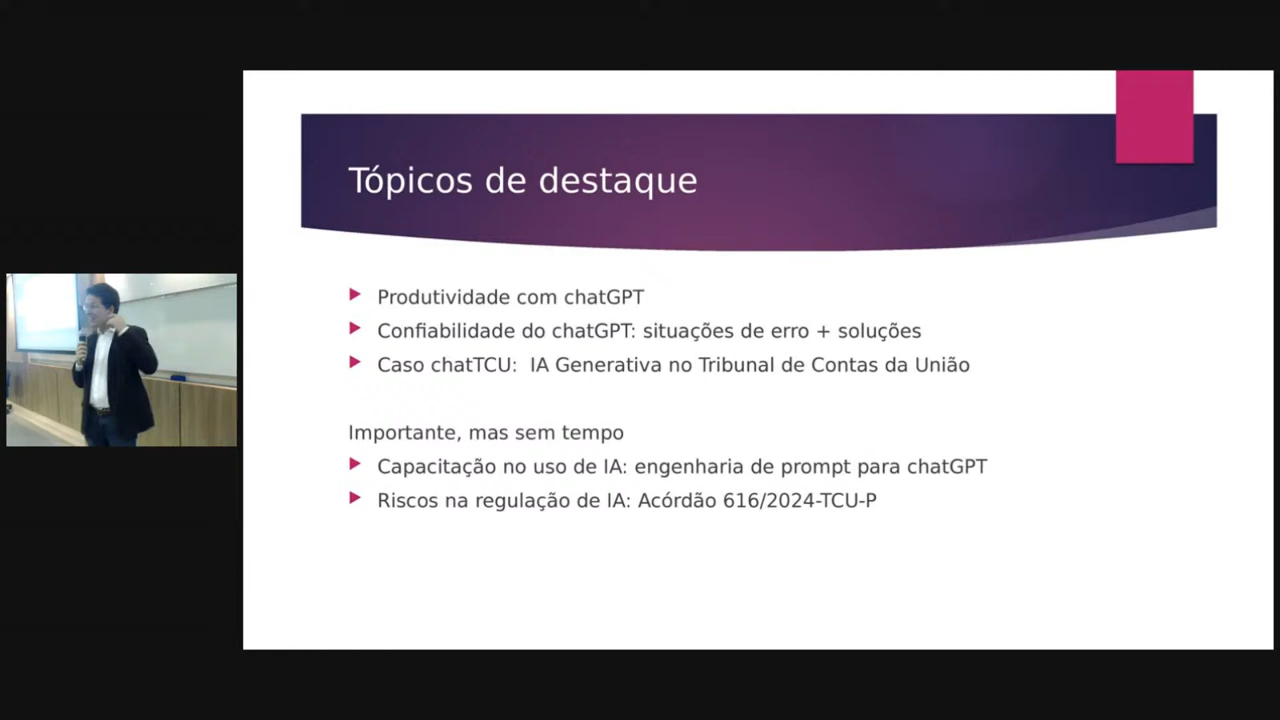 Tópicos de destaque
Produtividade com chatGPT
Confiabilidade do chatGPT: situações de erro + soluções
Caso chatTCU:  IA Generativa no Tribunal de Contas da União
Importante, mas sem tempo
Capacitação no uso de IA: engenharia de prompt para chatGPT
Riscos na regulação de IA: Acórdão 616/2024-TCU-P